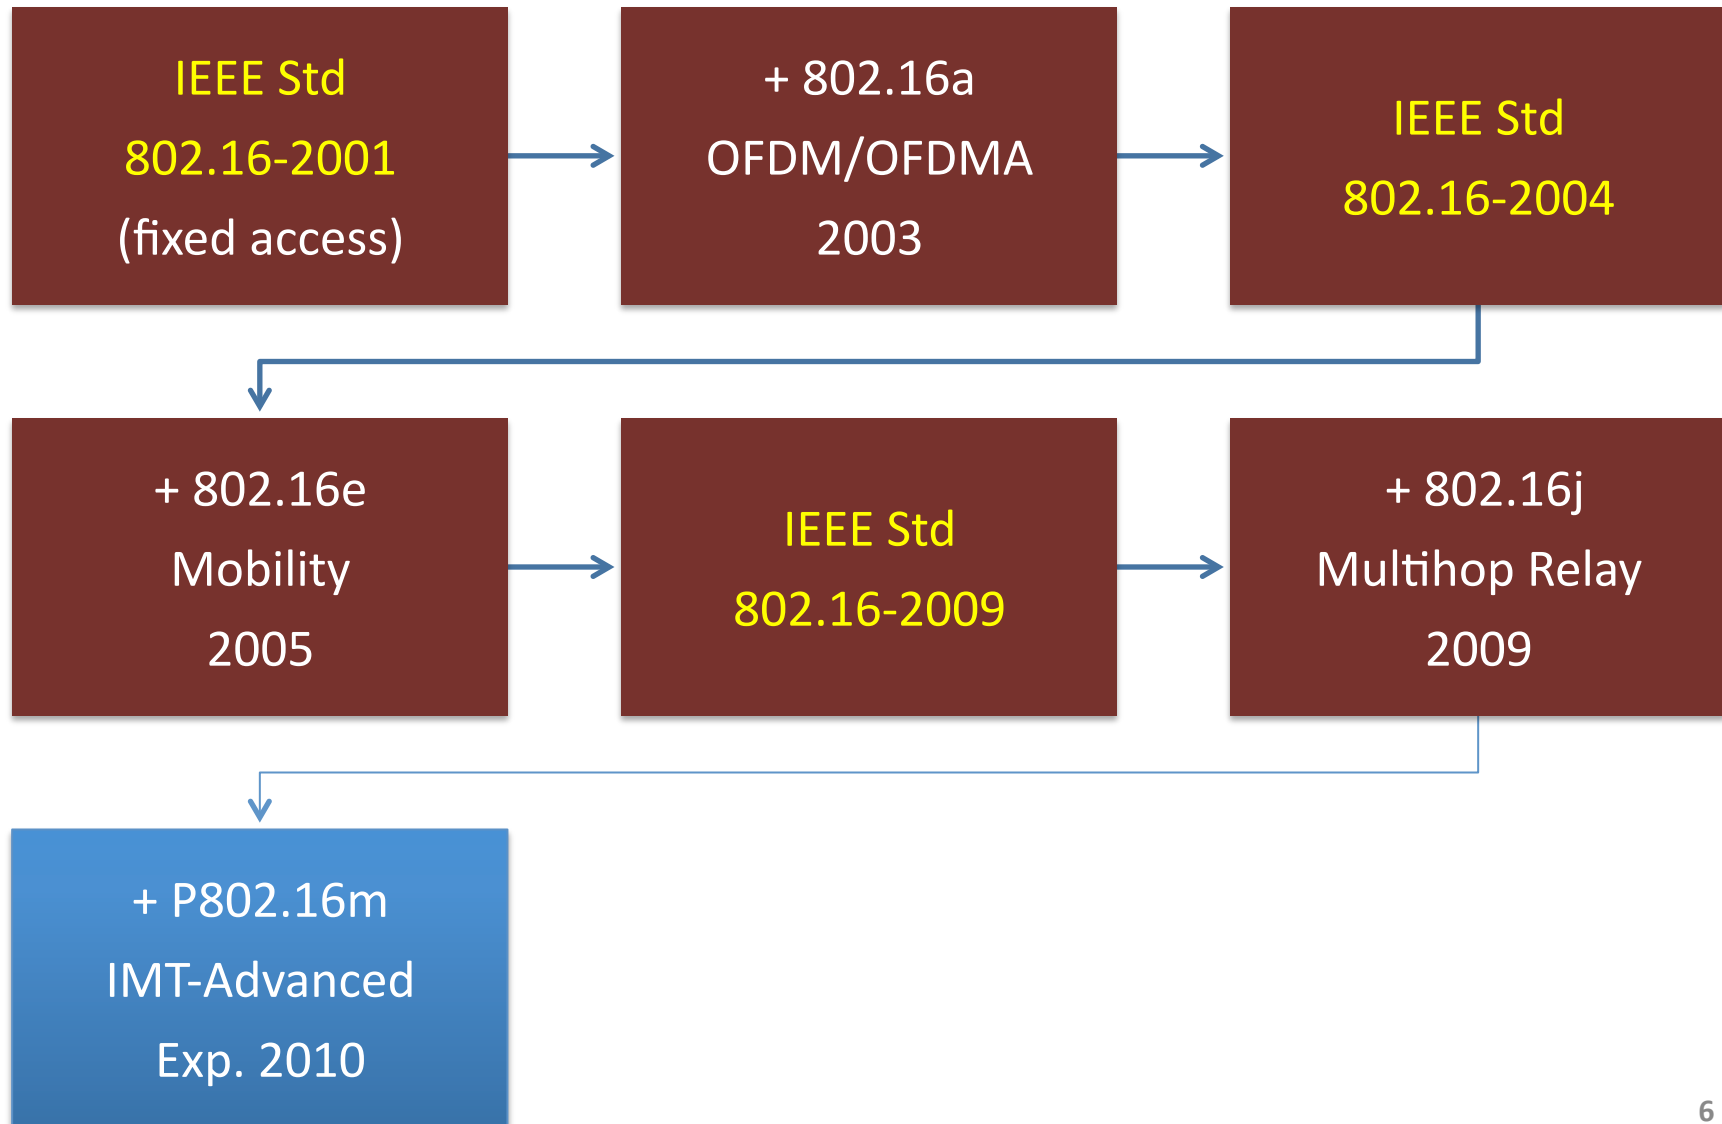 IEEE Std
802.16-2001
(fixed access)
+ 802.16a
OFDM/OFDMA
2003
IEEE Std
802.16-2004
+ 802.16e
Mobility
2005
IEEE Std
802.16-2009
+ 802.16j
Multihop Relay
2009
+ P802.16m
IMT-Advanced
Exp. 2010
6